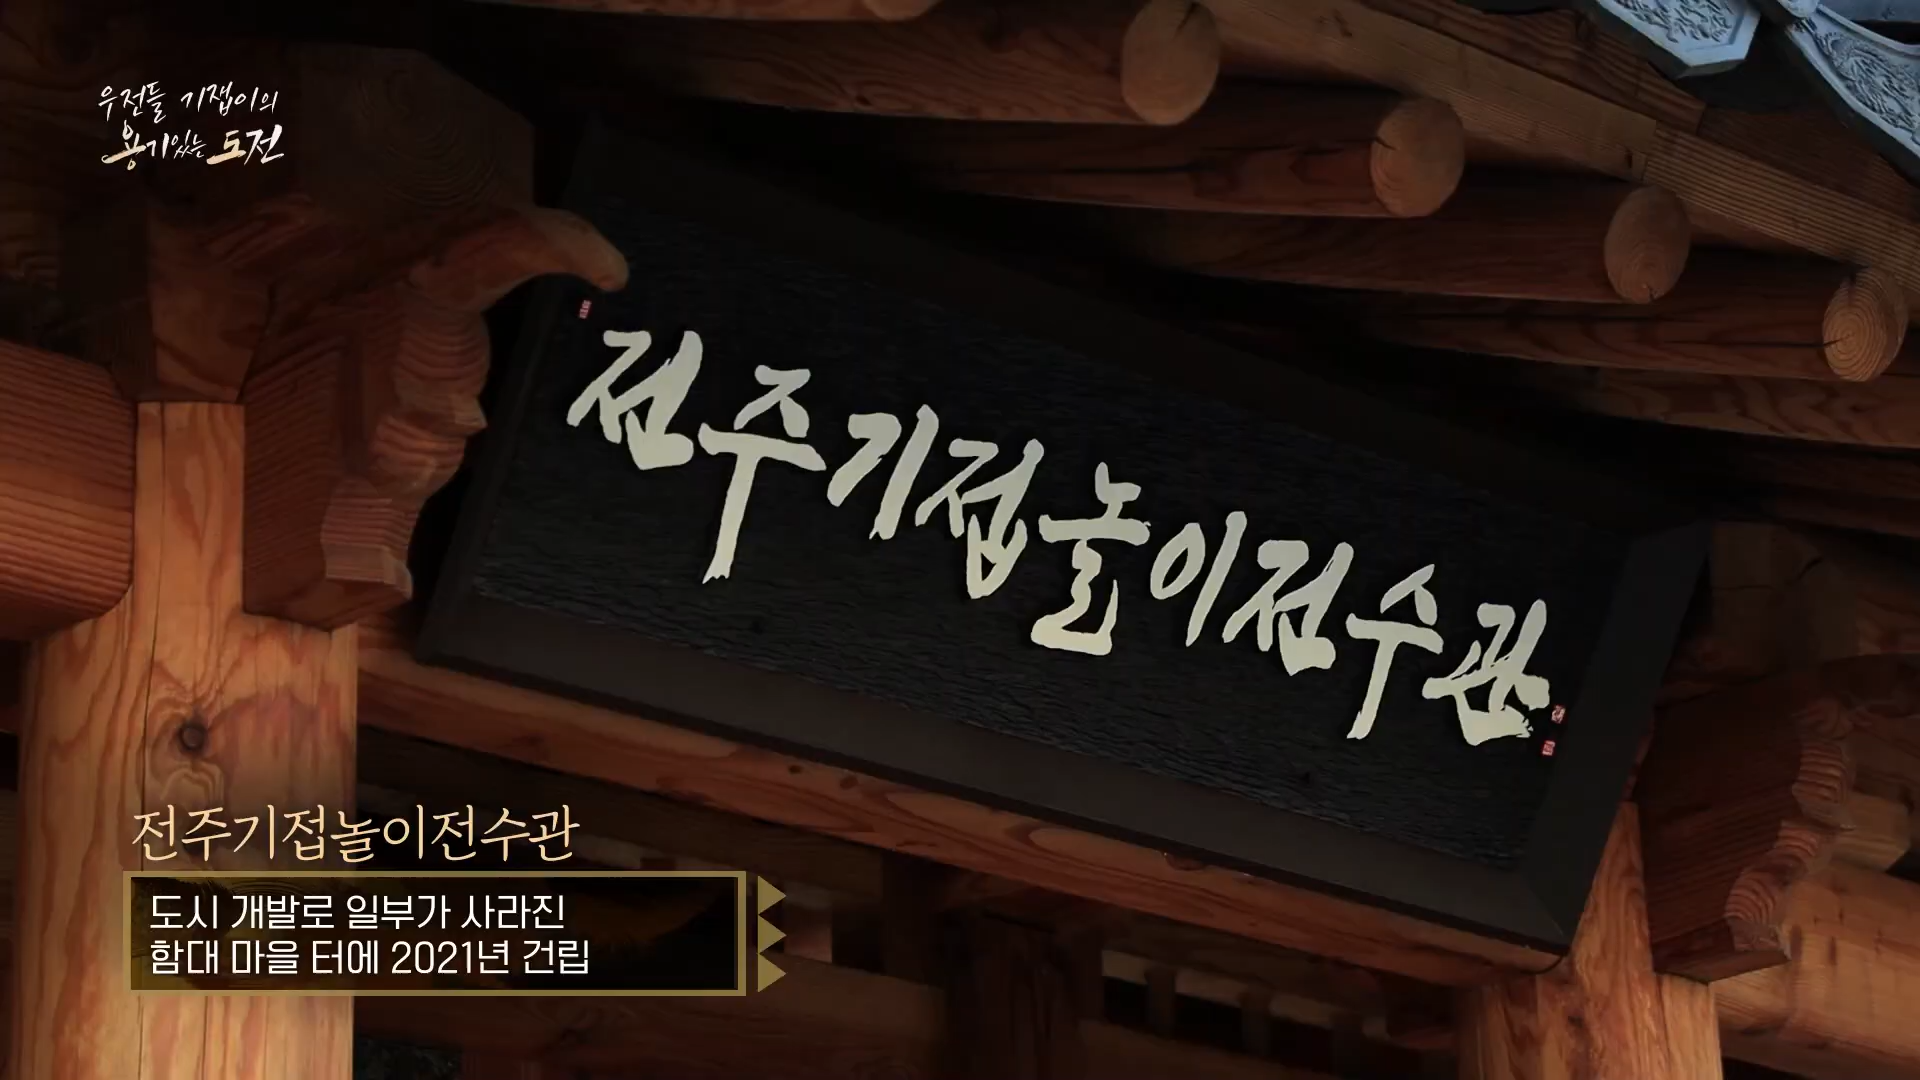 우전들 기잽이의
용기있는 도전
전주기접놀이전수관
전주기접놀이전수관
도시 개발로 일부가 사라진
함대 마을 터에 2021년 건립